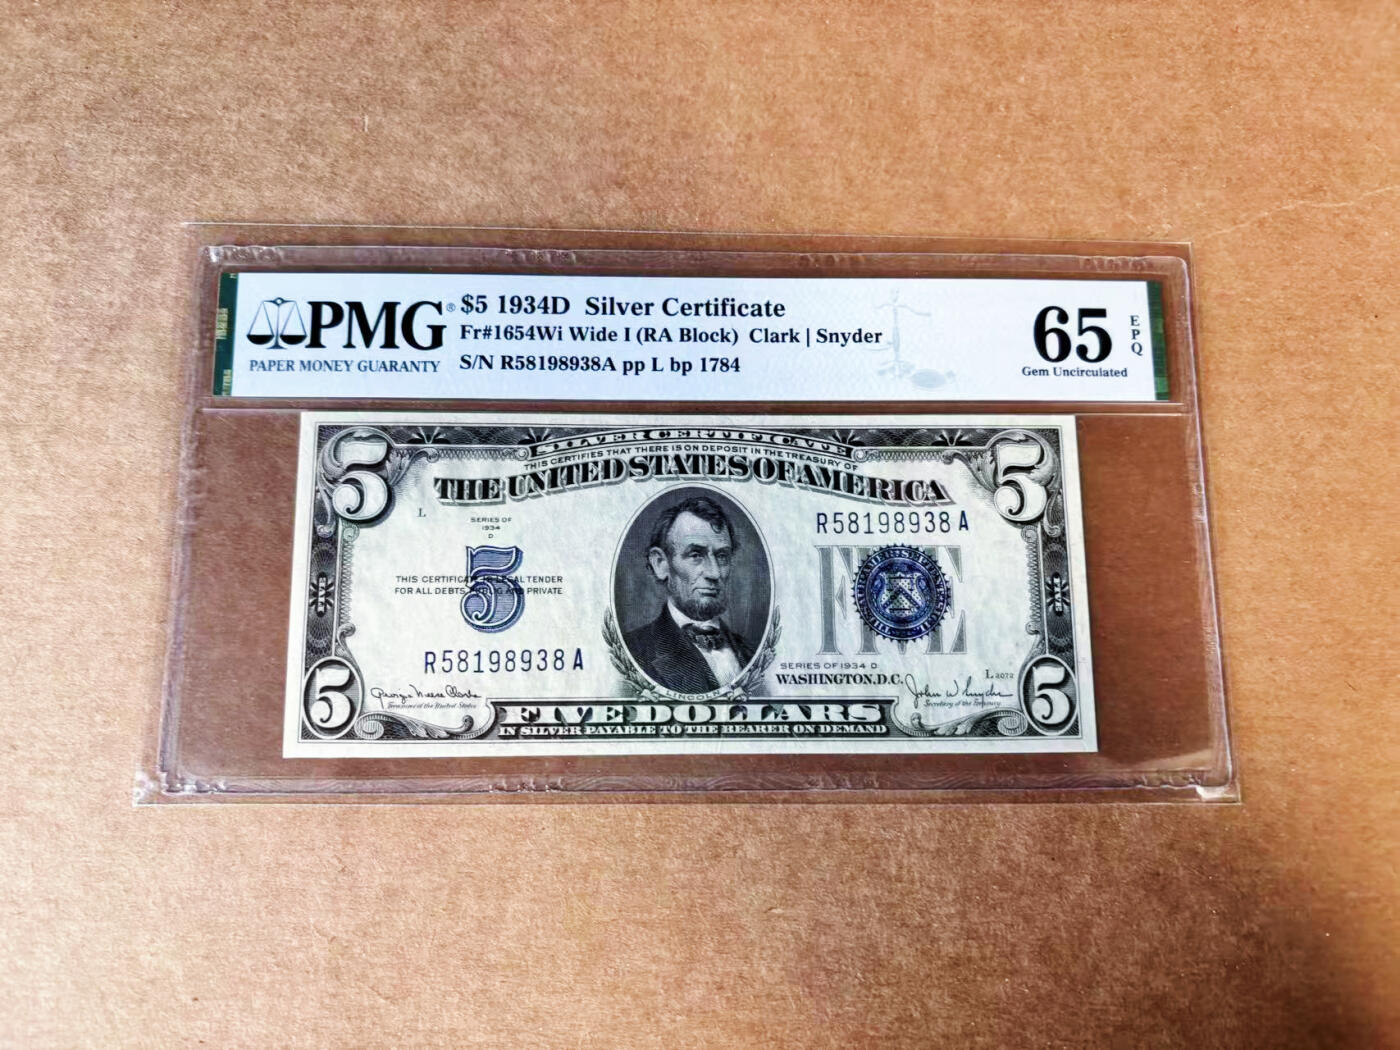 PMG®
PAPER MONEY GUARANTY
$5 1934D Silver Certificate
Fr#1654Wi Wide I (RA Block) Clark | Snyder
S/N R58198938A pp L bp 1784
65
EPQ
Gem Uncirculated
5
SILVER CERTIFICATE
5
THIS CERTIFIES THAT THERE IS ON DEPOSIT IN THE TREASURY OF
THE UNITED STATES OF AMERICA
L
SERIES OF
1934
D
R58198938A
5
FIVE
THIS CERTIFICATE IS LEGAL TENDER
FOR ALL DEBTS, PUBLIC AND PRIVATE
FIVE
FIVE
R58198938A
SERIES OF 1934 D
WASHINGTON, D.C.
L 2072
LINCOLN
Treasurer of the United States
Secretary of the Treasury
5
FIVE DOLLARS
5
IN SILVER PAYABLE TO THE BEARER ON DEMAND